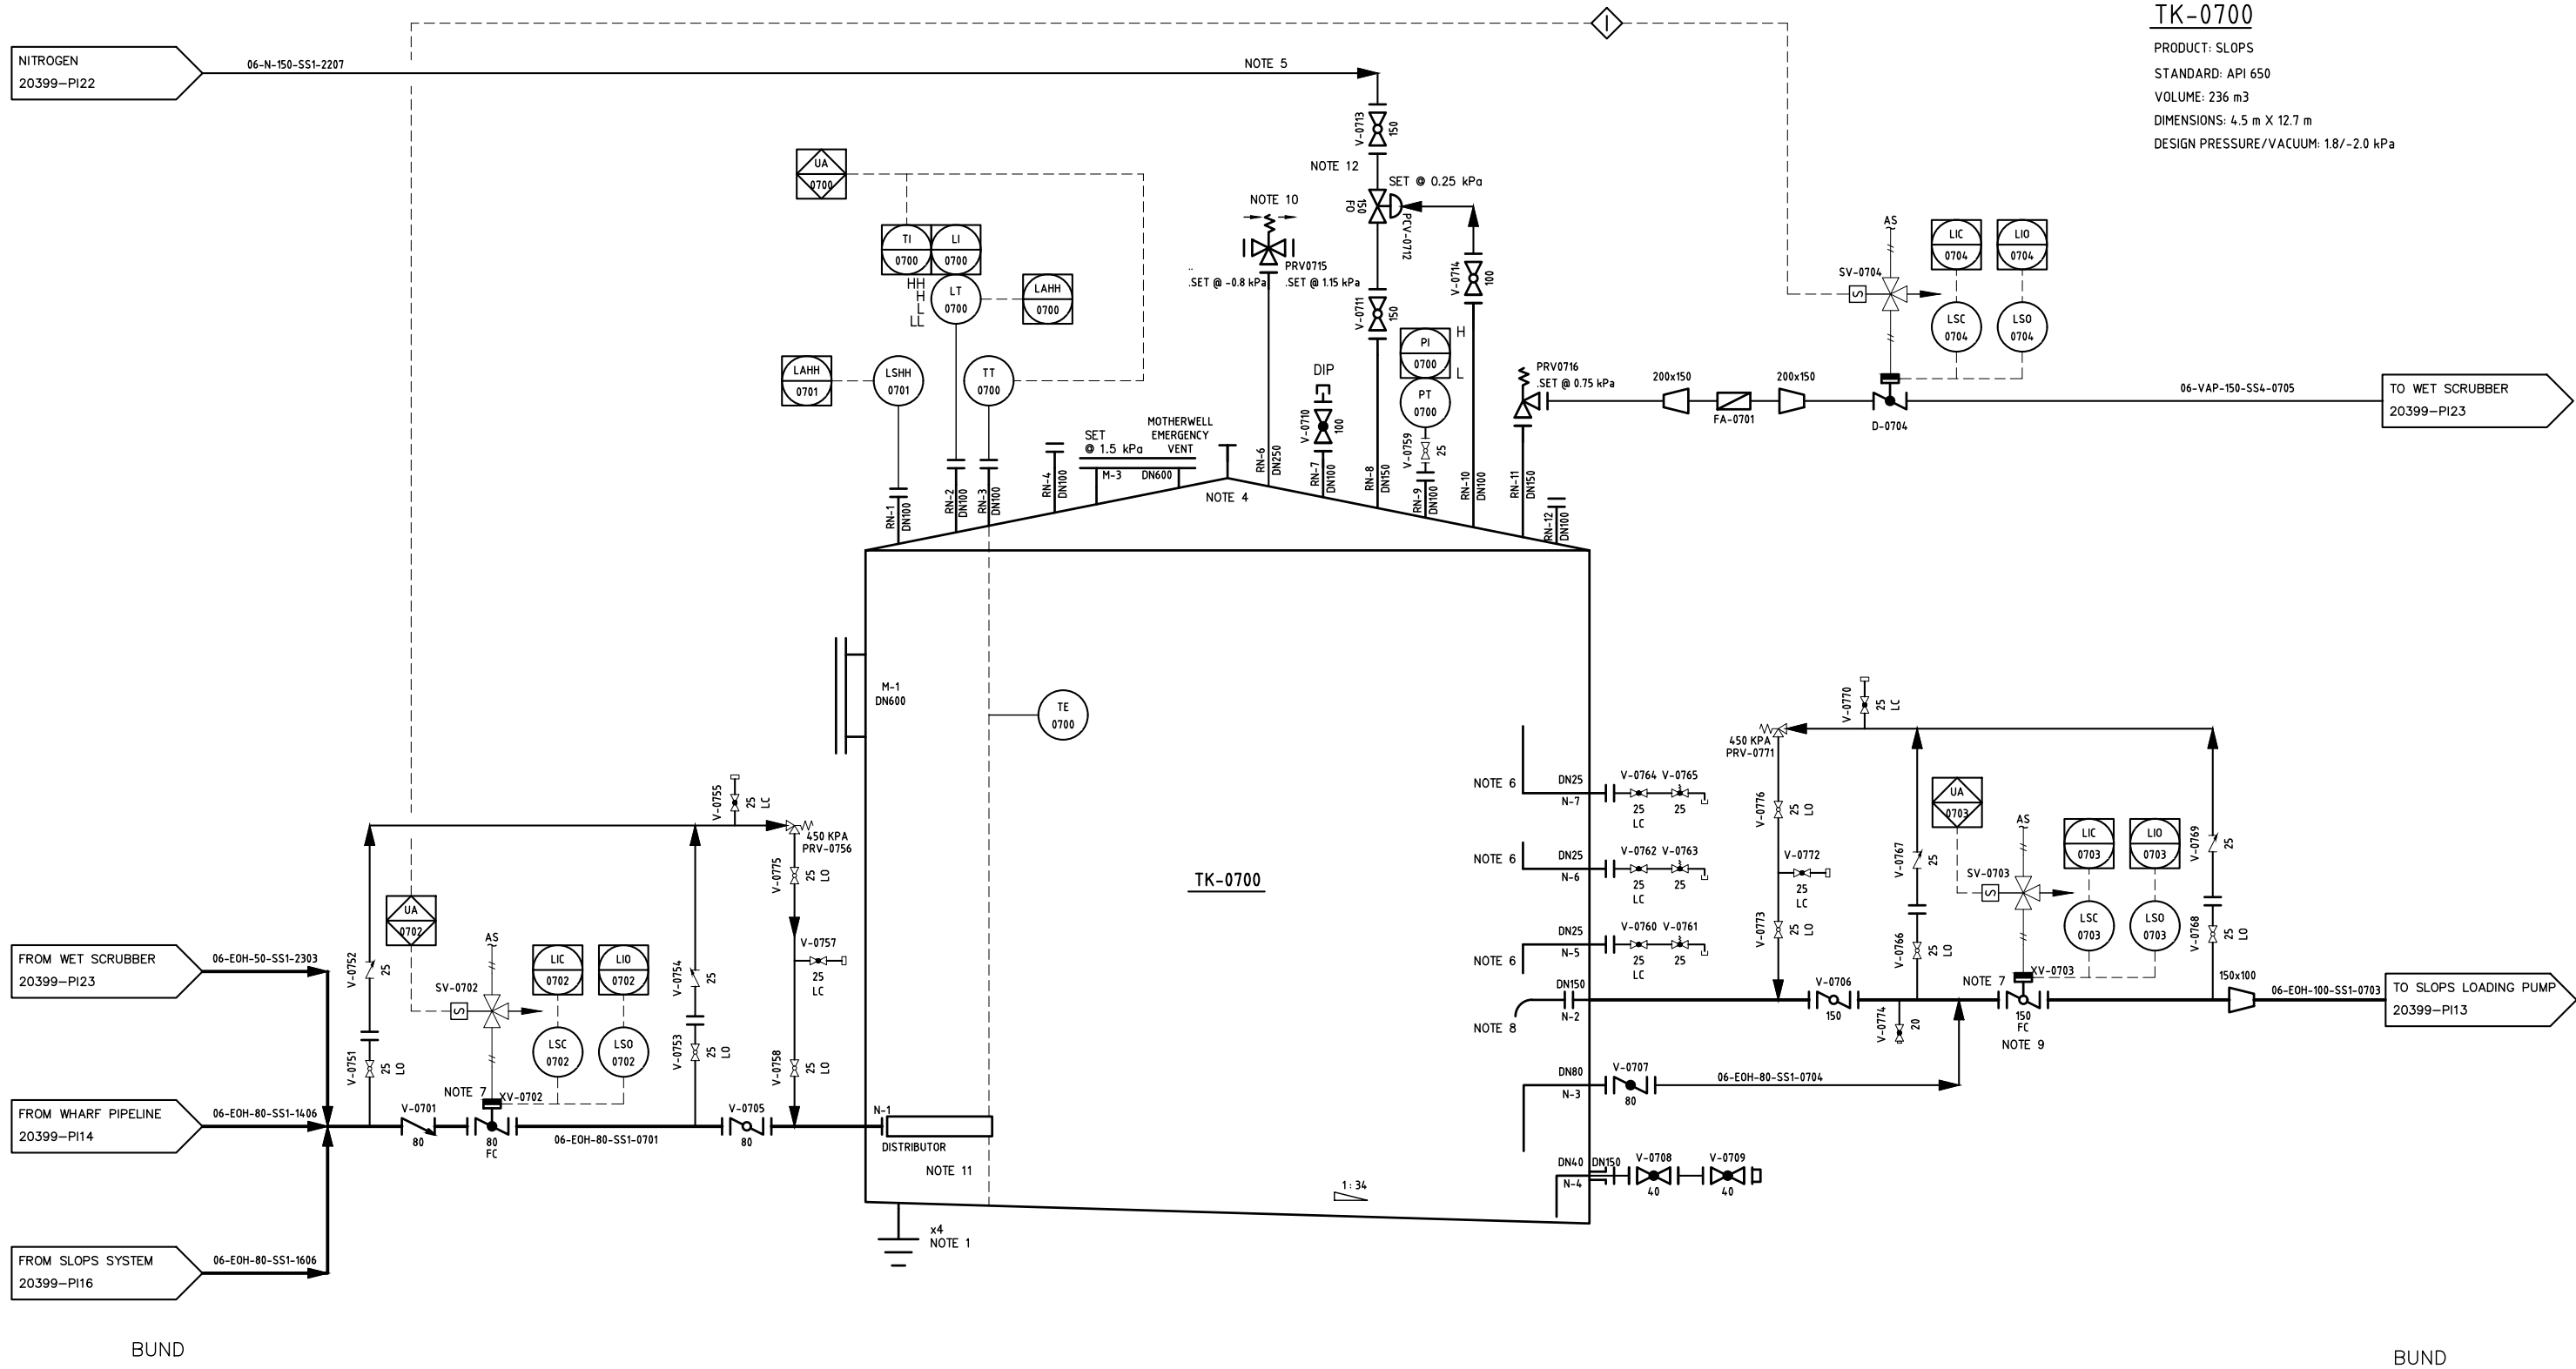 TK-0700
PRODUCT: SLOPS
STANDARD: API 650
VOLUME: 236 m3
DIMENSIONS: 4.5 m X 12.7 m
DESIGN PRESSURE/VACUUM: 1.8/-2.0 kPa
NITROGEN
20399-PI22
06-N-150-SS1-2207
NOTE 5
V-0713
150
NOTE 12
SET @ 0.25 kPa
150
FO
PCV-0712
V-0711
150
V-0714
100
UA
0700
TI
0700
LI
0700
HH
H
L
LL
LT
0700
LAHH
0700
LAHH
0701
LSHH
0701
TT
0700
NOTE 10
PRV0715
..
.SET @ -0.8 kPa
.SET @ 1.15 kPa
DIP
V-0710
100
PI
0700
H
L
PT
0700
V-0759
25
PRV0716
.SET @ 0.75 kPa
200x150
FA-0701
200x150
D-0704
AS
SV-0704
S
LIC
0704
LIO
0704
LSC
0704
LSO
0704
06-VAP-150-SS4-0705
TO WET SCRUBBER
20399-PI23
SET
@ 1.5 kPa
MOTHERWELL
EMERGENCY
VENT
M-3
DN600
RN-1
DN100
RN-2
DN100
RN-3
DN100
RN-4
DN100
NOTE 4
RN-6
DN250
RN-7
DN100
RN-8
DN150
RN-9
DN100
RN-10
DN100
RN-11
DN150
RN-12
DN100
M-1
DN600
TE
0700
TK-0700
V-0755
25
LC
450 KPA
PRV-0756
V-0775
25
LO
V-0757
25
LC
V-0758
25
LO
V-0752
25
V-0751
25
LO
V-0754
25
V-0753
25
LO
UA
0702
AS
SV-0702
S
LIC
0702
LIO
0702
LSC
0702
LSO
0702
NOTE 7
XV-0702
80
FC
V-0701
80
06-EOH-80-SS1-0701
V-0705
80
N-1
DISTRIBUTOR
NOTE 11
FROM WET SCRUBBER
20399-PI23
06-EOH-50-SS1-2303
FROM WHARF PIPELINE
20399-PI14
06-EOH-80-SS1-1406
FROM SLOPS SYSTEM
20399-PI16
06-EOH-80-SS1-1606
x4
NOTE 1
1:34
NOTE 6
DN25
N-7
V-0764
V-0765
25
LC
25
NOTE 6
DN25
N-6
V-0762
V-0763
25
LC
25
NOTE 6
DN25
N-5
V-0760
V-0761
25
LC
25
NOTE 8
DN150
N-2
DN80
N-3
V-0707
80
06-EOH-80-SS1-0704
DN40
DN150
N-4
V-0708
40
V-0709
40
V-0770
25
LC
450 KPA
PRV-0771
V-0776
25
LO
V-0772
25
LC
V-0773
25
LO
V-0706
150
V-0774
20
V-0767
25
V-0766
25
LO
UA
0703
AS
SV-0703
S
LIC
0703
LIO
0703
LSC
0703
LSO
0703
NOTE 7
XV-0703
150
FC
NOTE 9
V-0769
25
V-0768
25
LO
150x100
06-EOH-100-SS1-0703
TO SLOPS LOADING PUMP
20399-PI13
BUND
BUND